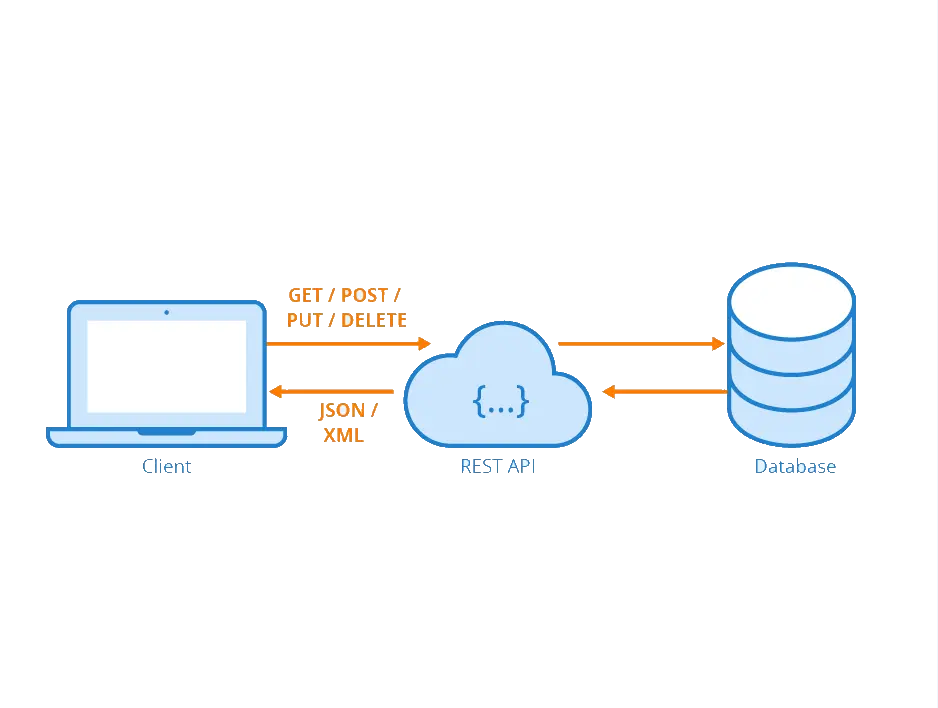 GET / POST /
PUT / DELETE
{...}
JSON /
XML
Client
REST API
Database